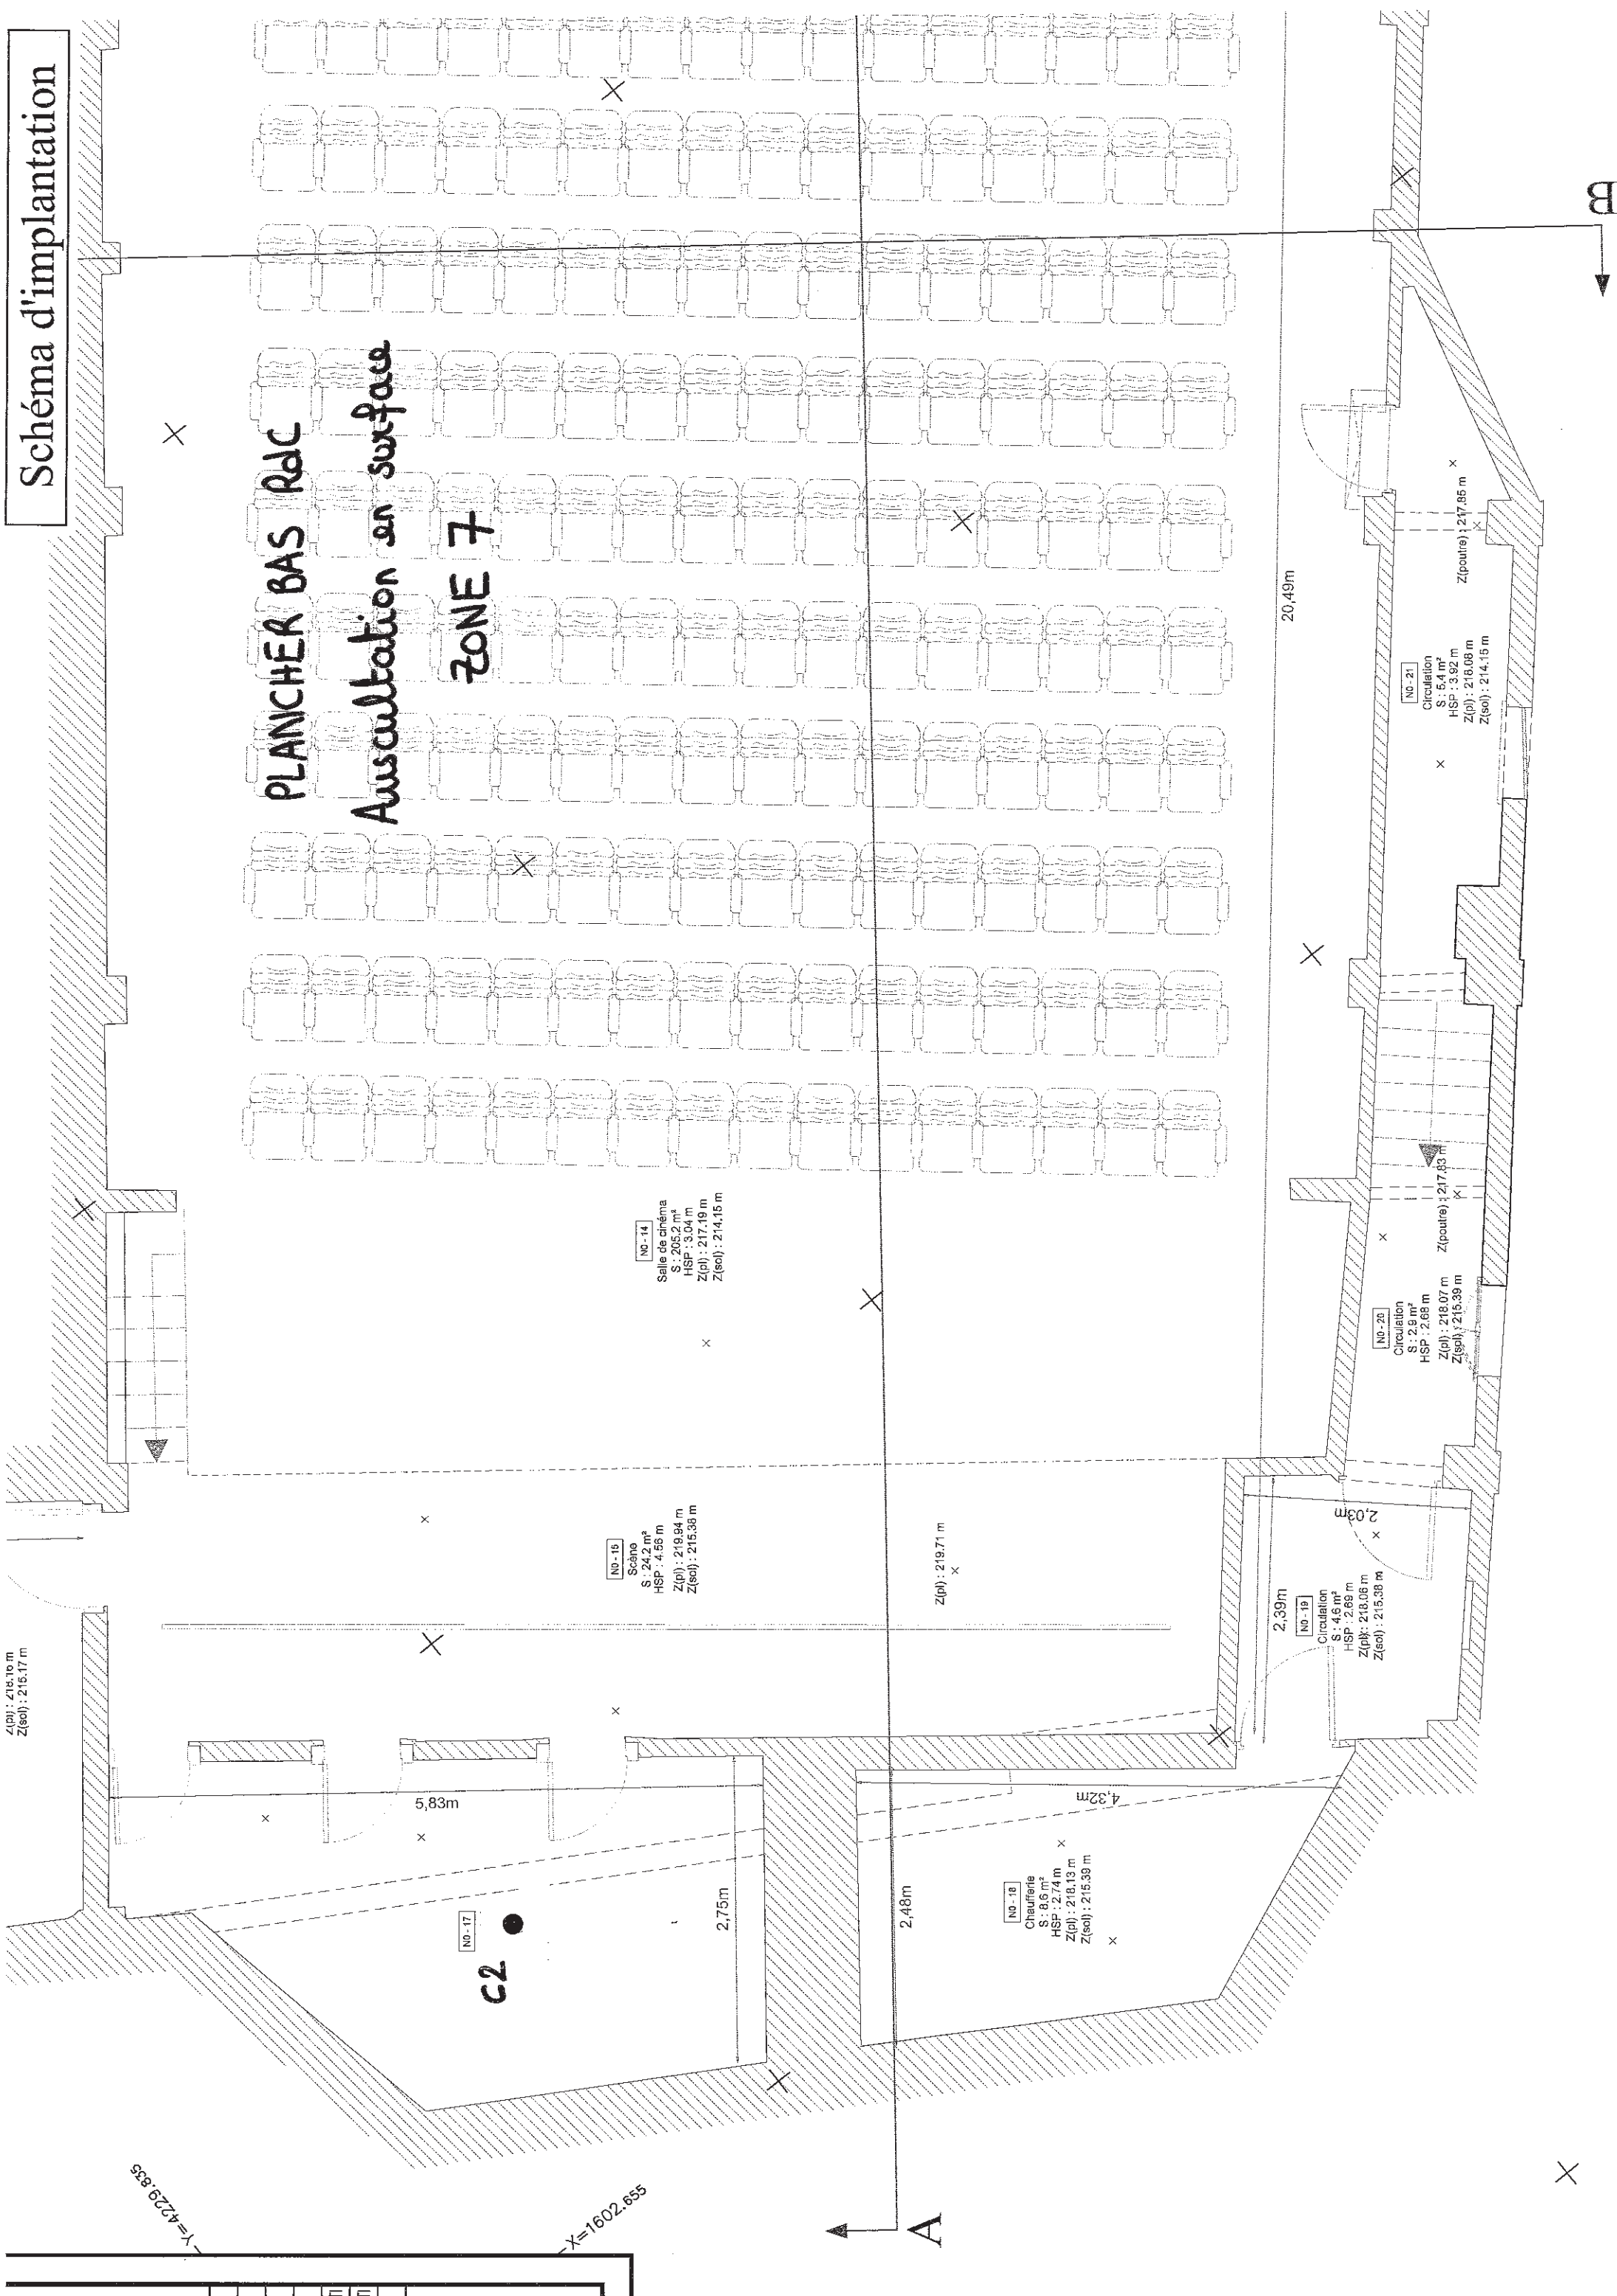 Schéma d'implantation
PLANCHER BAS RdC
Auscultation en surface
ZONE 7
B
20,49m
Z(poutre) : 217.85 m
N0 - 21
Circulation
S : 5.4 m²
HSP : 3.92 m
Z(pl) : 218.08 m
Z(sol) : 214.15 m
N0 - 14
Salle de cinéma
S : 205.2 m²
HSP : 3.04 m
Z(pl) : 217.19 m
Z(sol) : 214.15 m
Z(poutre) : 217.83 m
N0 - 20
Circulation
S : 2.9 m²
HSP : 2.68 m
Z(pl) : 218.07 m
Z(sol) : 215.39 m
N0 - 15
Scène
S : 24.2 m²
HSP : 4.56 m
Z(pl) : 219.94 m
Z(sol) : 215.38 m
Z(pl) : 219.71 m
2,03m
2,39m
N0 - 19
Circulation
S : 4.6 m²
HSP : 2.69 m
Z(pl) : 218.06 m
Z(sol) : 215.38 m
Z(pl) : 218.16 m
Z(sol) : 215.17 m
5,83m
4,32m
2,75m
2,48m
N0 - 17
C2
N0 - 18
Chaufferie
S : 8.6 m²
HSP : 2.74 m
Z(pl) : 218.13 m
Z(sol) : 215.39 m
A
Y=4229.835
X=1602.655